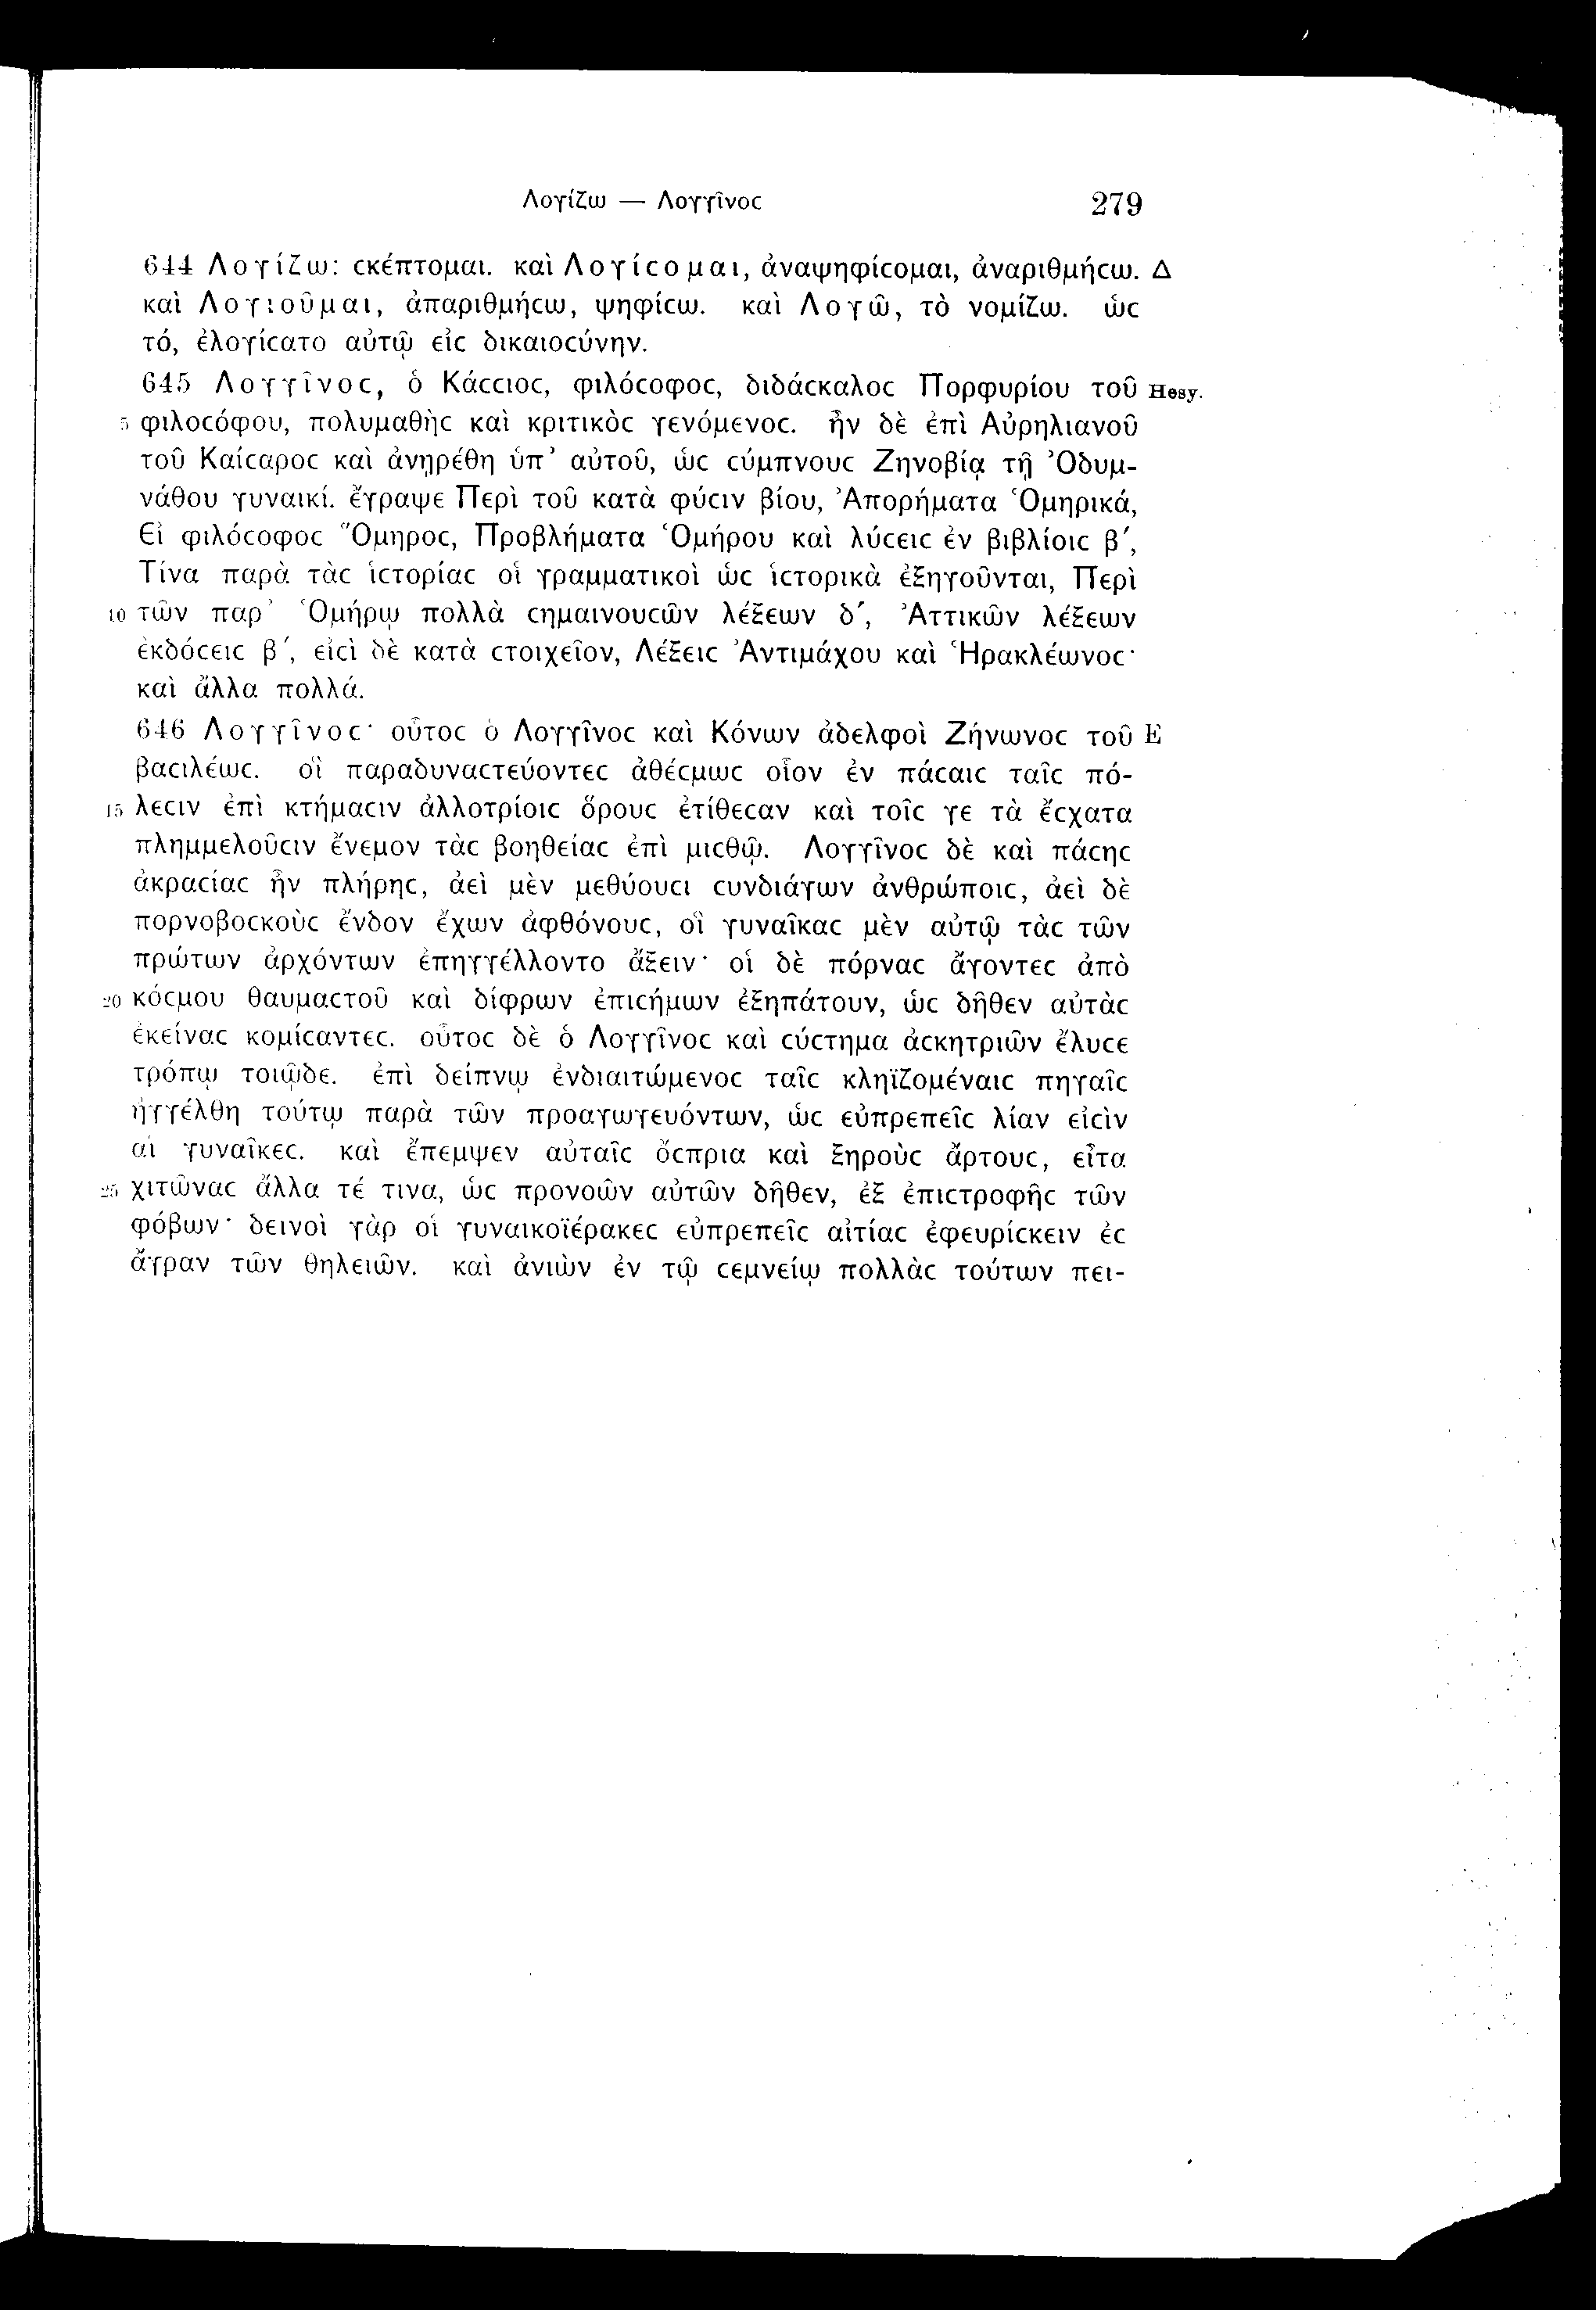 Λογίζω — Λογγῖνοϲ 279
644 Λογίζω: ϲκέπτομαι. καὶ Λογίϲομαι, ἀναψηφίϲομαι, ἀναριθμήϲω. Δ
καὶ Λογιοῦμαι, ἀπαριθμήϲω, ψηφίϲω. καὶ Λογῶ, τὸ νομίζω. ὡϲ
τό, ἐλογίϲατο αὐτῷ εἰϲ δικαιοϲύνην.
645 Λογγῖνοϲ, ὁ Κάϲϲιοϲ, φιλόϲοφοϲ, διδάϲκαλοϲ Πορφυρίου τοῦ Hesy.
5 φιλοϲόφου, πολυμαθὴϲ καὶ κριτικὸϲ γενόμενοϲ. ἦν δὲ ἐπὶ Αὐρηλιανοῦ
τοῦ Καίϲαροϲ καὶ ἀνῃρέθη ὑπ’ αὐτοῦ, ὡϲ ϲύμπνουϲ Ζηνοβίᾳ τῇ Ὀδυμ-
νάθου γυναικί. ἔγραψε Περὶ τοῦ κατὰ φύϲιν βίου, Ἀπορήματα Ὁμηρικά,
Εἰ φιλόϲοφοϲ Ὅμηροϲ, Προβλήματα Ὁμήρου καὶ λύϲειϲ ἐν βιβλίοιϲ β΄,
Τίνα παρὰ τὰϲ ἱϲτορίαϲ οἱ γραμματικοὶ ὡϲ ἱϲτορικὰ ἐξηγοῦνται, Περὶ
10 τῶν παρ’ Ὁμήρῳ πολλὰ ϲημαινουϲῶν λέξεων δ΄, Ἀττικῶν λέξεων
ἐκδόϲειϲ β΄, εἰϲὶ δὲ κατὰ ϲτοιχεῖον, Λέξειϲ Ἀντιμάχου καὶ Ἡρακλέωνοϲ·
καὶ ἄλλα πολλά.
646 Λογγῖνοϲ· οὗτοϲ ὁ Λογγῖνοϲ καὶ Κόνων ἀδελφοὶ Ζήνωνοϲ τοῦ E
βαϲιλέωϲ. οἳ παραδυναϲτεύοντεϲ ἀθέϲμωϲ οἷον ἐν πάϲαιϲ ταῖϲ πό-
15 λεϲιν ἐπὶ κτήμαϲιν ἀλλοτρίοιϲ ὅρουϲ ἐτίθεϲαν καὶ τοῖϲ γε τὰ ἔϲχατα
πλημμελοῦϲιν ἔνεμον τὰϲ βοηθείαϲ ἐπὶ μιϲθῷ. Λογγῖνοϲ δὲ καὶ πάϲηϲ
ἀκραϲίαϲ ἦν πλήρηϲ, ἀεὶ μὲν μεθύουϲι ϲυνδιάγων ἀνθρώποιϲ, ἀεὶ δὲ
πορνοβοϲκοὺϲ ἔνδον ἔχων ἀφθόνουϲ, οἳ γυναῖκαϲ μὲν αὐτῷ τὰϲ τῶν
πρώτων ἀρχόντων ἐπηγγέλλοντο ἄξειν· οἱ δὲ πόρναϲ ἄγοντεϲ ἀπὸ
20 κόϲμου θαυμαϲτοῦ καὶ δίφρων ἐπιϲήμων ἐξηπάτουν, ὡϲ δῆθεν αὐτὰϲ
ἐκείναϲ κομίϲαντεϲ. οὗτοϲ δὲ ὁ Λογγῖνοϲ καὶ ϲύϲτημα ἀϲκητριῶν ἔλυϲε
τρόπῳ τοιῷδε. ἐπὶ δείπνῳ ἐνδιαιτώμενοϲ ταῖϲ κληϊζομέναιϲ πηγαῖϲ
ἠγγέλθη τούτῳ παρὰ τῶν προαγωγευόντων, ὡϲ εὐπρεπεῖϲ λίαν εἰϲὶν
αἱ γυναῖκεϲ. καὶ ἔπεμψεν αὐταῖϲ ὄϲπρια καὶ ξηροὺϲ ἄρτουϲ, εἶτα
25 χιτῶναϲ ἄλλα τέ τινα, ὡϲ προνοῶν αὐτῶν δῆθεν, ἐξ ἐπιϲτροφῆϲ τῶν
φόβων· δεινοὶ γὰρ οἱ γυναικοϊέρακεϲ εὐπρεπεῖϲ αἰτίαϲ ἐφευρίϲκειν ἐϲ
ἄγραν τῶν θηλειῶν. καὶ ἀνιὼν ἐν τῷ ϲεμνείῳ πολλὰϲ τούτων πει-